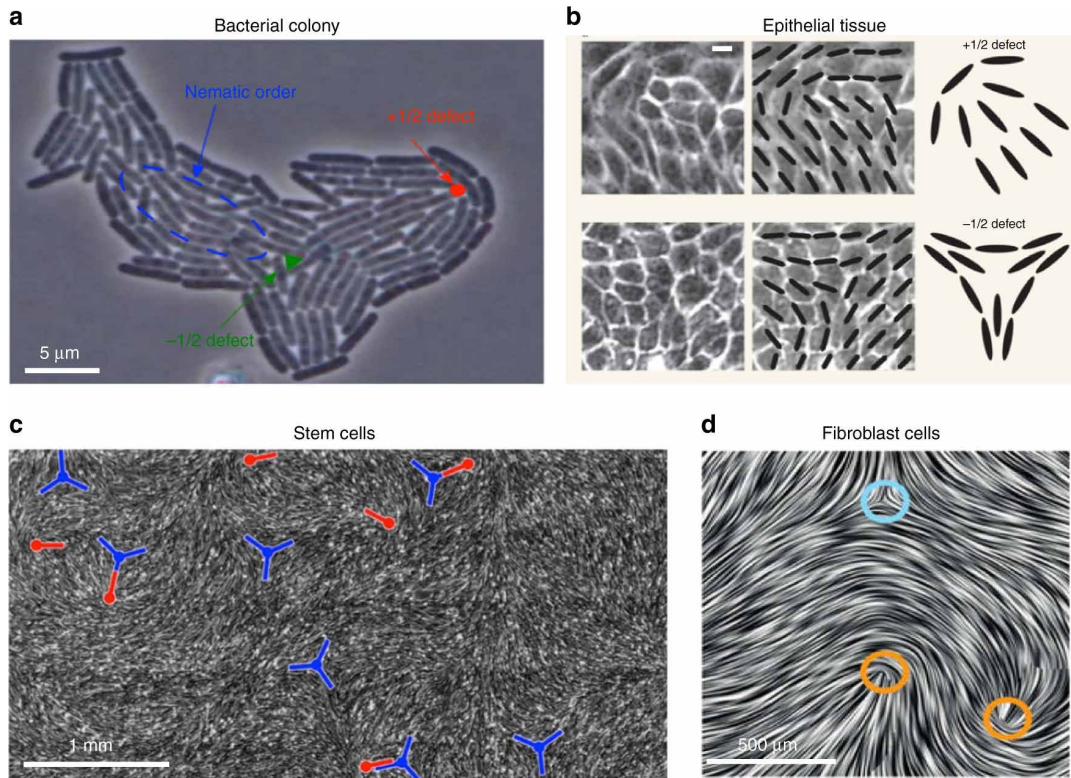 a
Bacterial colony
Nematic order
+1/2 defect
–1/2 defect
5 μm
b
Epithelial tissue
+1/2 defect
–1/2 defect
c
Stem cells
1 mm
d
Fibroblast cells
500 μm